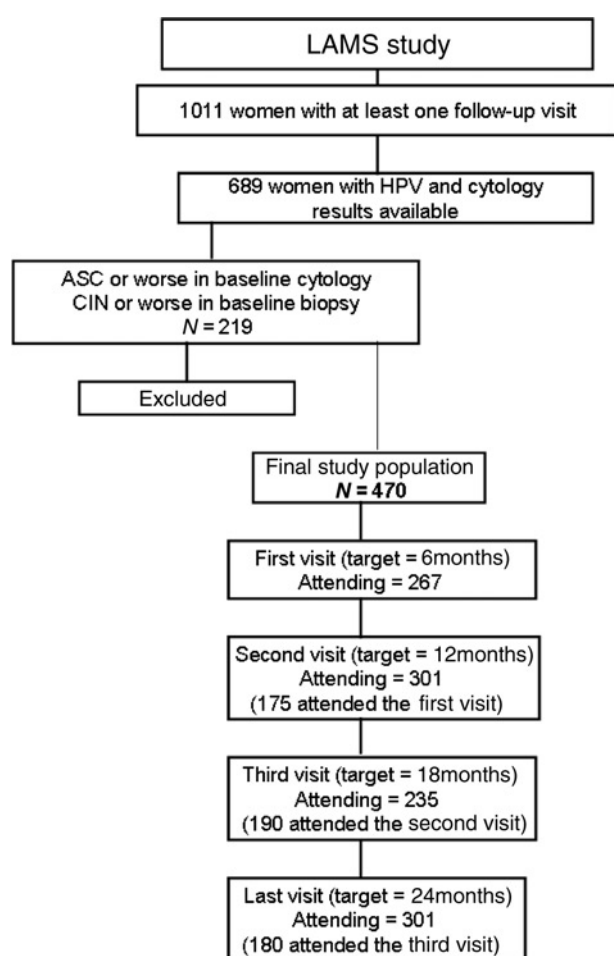 LAMS study
1011 women with at least one follow-up visit
689 women with HPV and cytology
results available
ASC or worse in baseline cytology
CIN or worse in baseline biopsy
N = 219
Excluded
Final study population
N = 470
First visit (target = 6months)
Attending = 267
Second visit (target = 12months)
Attending = 301
(175 attended the first visit)
Third visit (target = 18months)
Attending = 235
(190 attended the second visit)
Last visit (target = 24months)
Attending = 301
(180 attended the third visit)